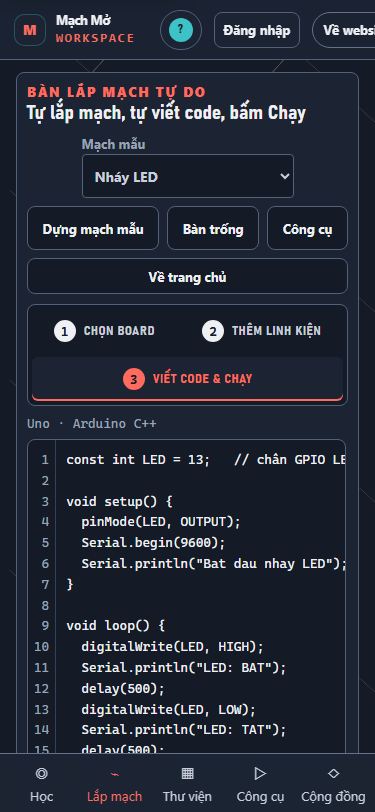 M
Mạch Mở
WORKSPACE
?
Đăng nhập
Về websi
BÀN LẮP MẠCH TỰ DO
Tự lắp mạch, tự viết code, bấm Chạy
Mạch mẫu
Nháy LED
Dựng mạch mẫu
Bàn trống
Công cụ
Về trang chủ
1 CHỌN BOARD
2 THÊM LINH KIỆN
3 VIẾT CODE & CHẠY
Uno · Arduino C++
1 const int LED = 13; // chân GPIO LE
2
3 void setup() {
4 pinMode(LED, OUTPUT);
5 Serial.begin(9600);
6 Serial.println("Bat dau nhay LED");
7 }
8
9 void loop() {
10 digitalWrite(LED, HIGH);
11 Serial.println("LED: BAT");
12 delay(500);
13 digitalWrite(LED, LOW);
14 Serial.println("LED: TAT");
15 delay(500);
Học
Lắp mạch
Thư viện
Công cụ
Cộng đồng